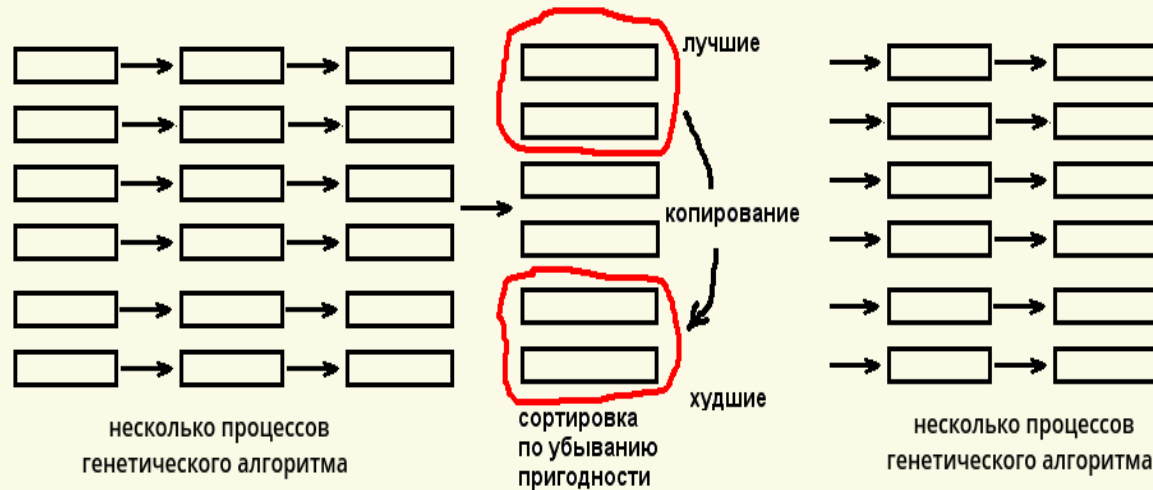 лучшие
копирование
худшие
несколько процессов
генетического алгоритма
сортировка
по убыванию
пригодности
несколько процессов
генетического алгоритма